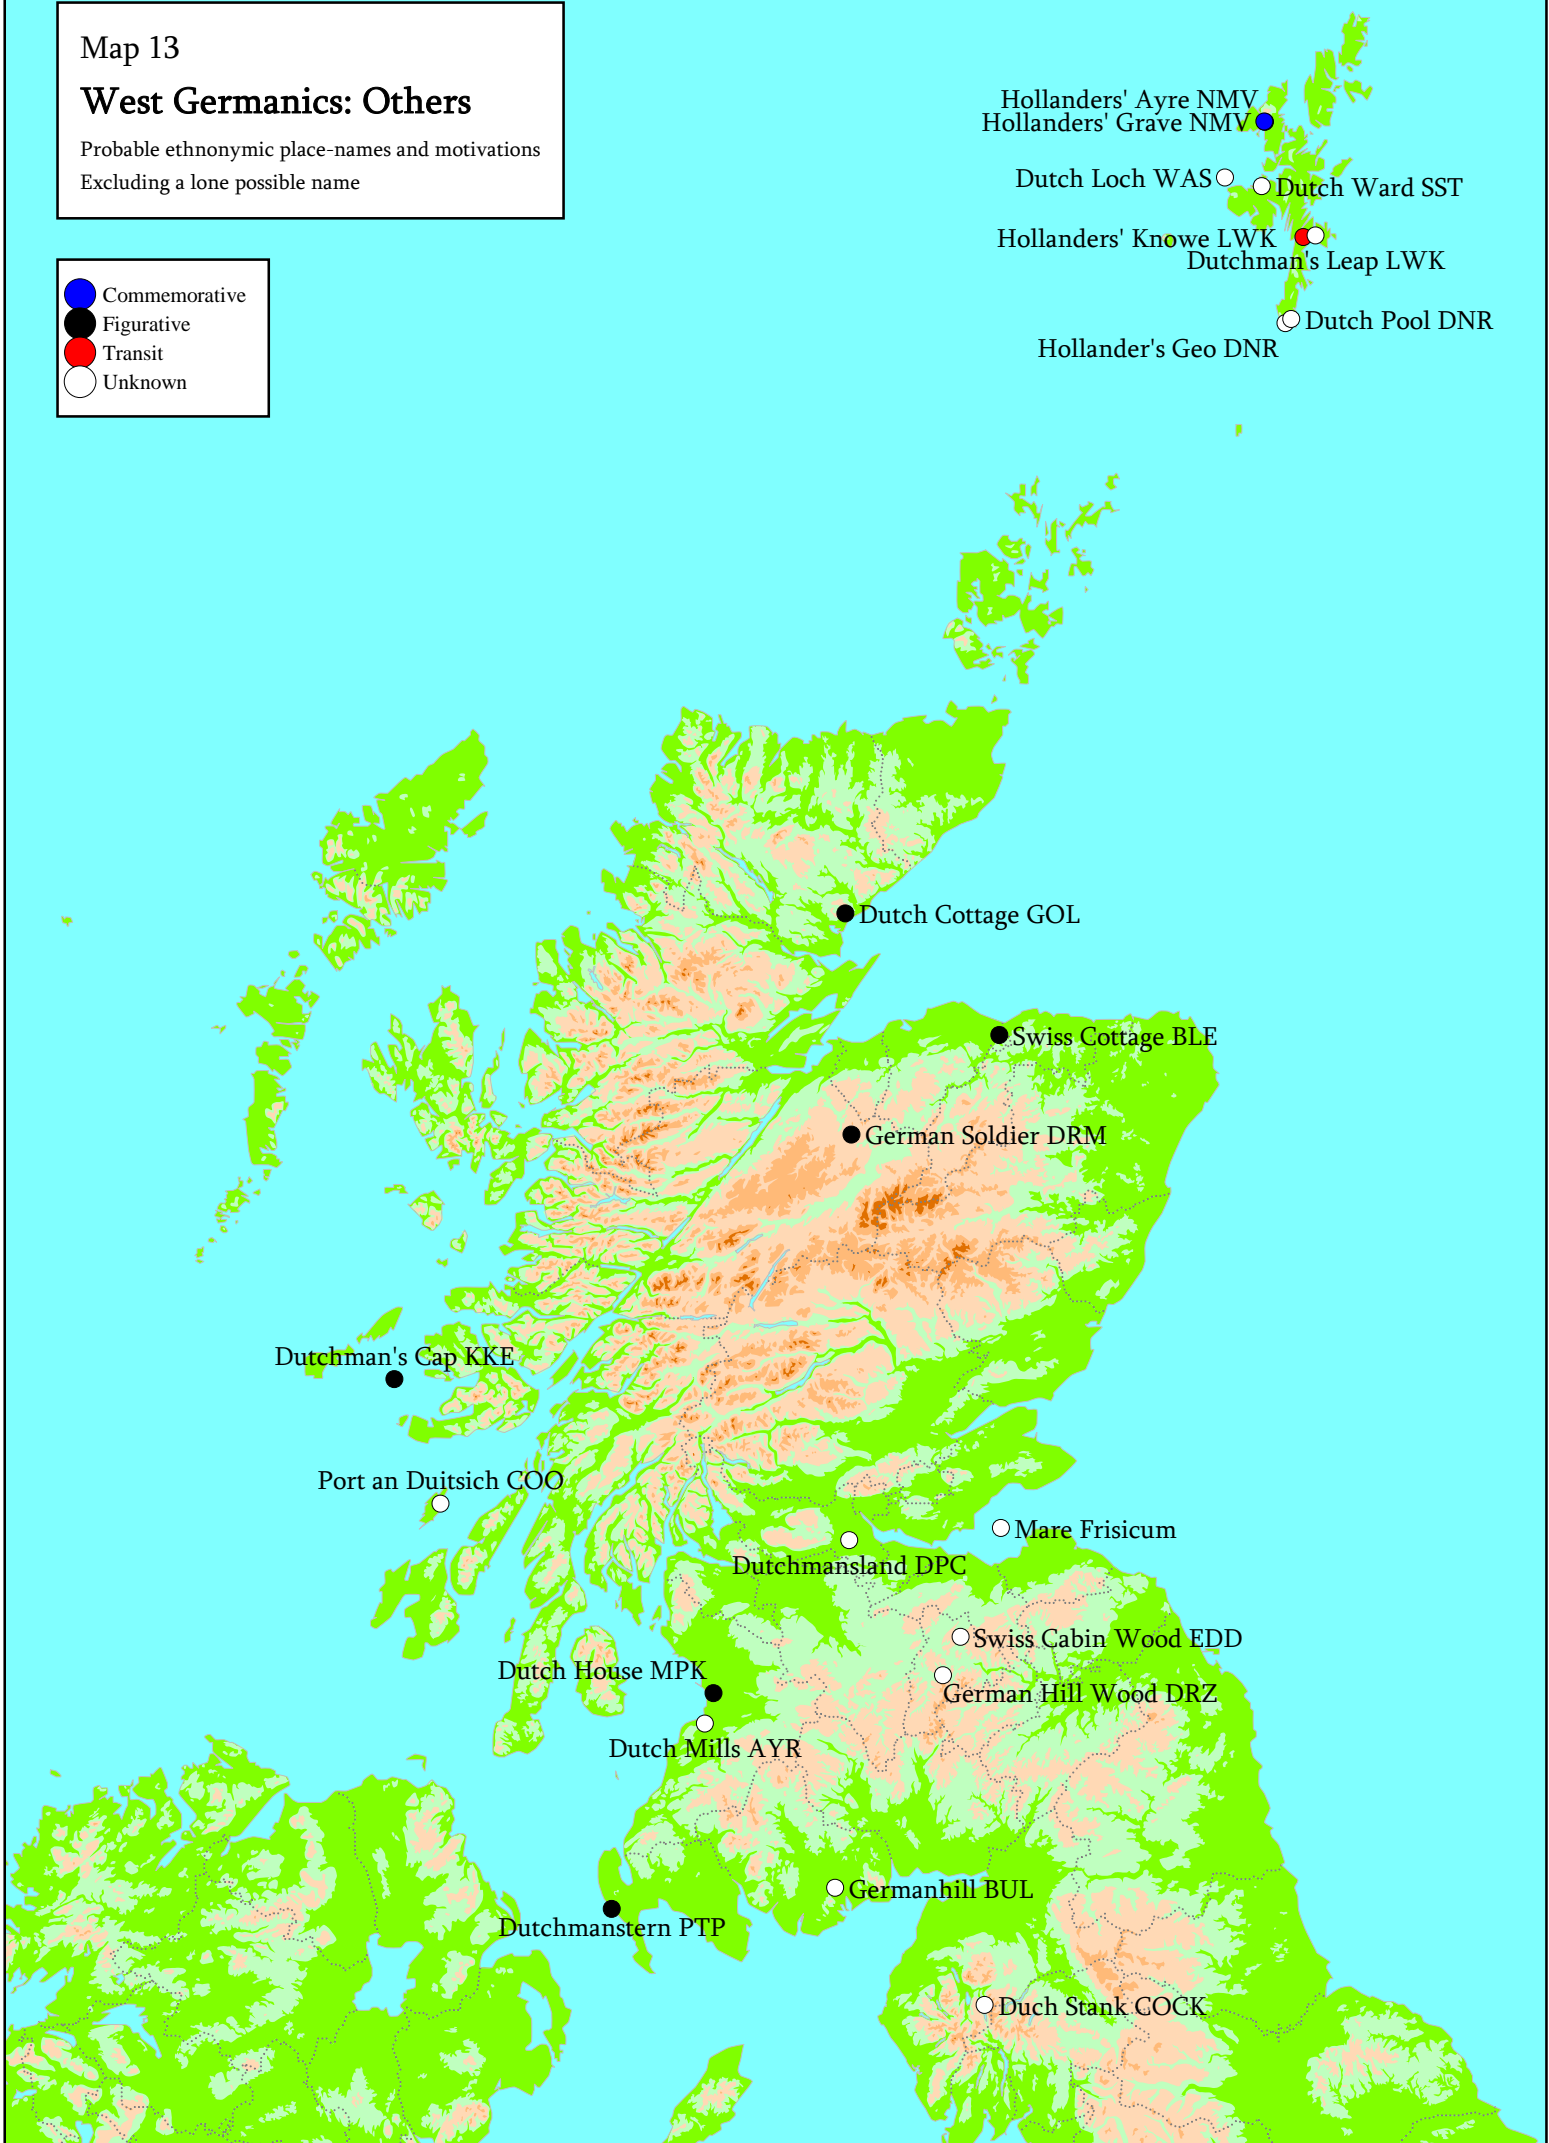 Map 13
West Germanics: Others
Probable ethnonymic place-names and motivations
Excluding a lone possible name
Commemorative
Figurative
Transit
Unknown
Hollanders' Ayre NMV
Hollanders' Grave NMV
Dutch Loch WAS
Dutch Ward SST
Hollanders' Knowe LWK
Dutchman's Leap LWK
Dutch Pool DNR
Hollander's Geo DNR
Dutch Cottage GOL
Swiss Cottage BLE
German Soldier DRM
Dutchman's Cap KKE
Port an Duitsich COO
Mare Frisicum
Dutchmansland DPC
Swiss Cabin Wood EDD
Dutch House MPK
German Hill Wood DRZ
Dutch Mills AYR
Germanhill BUL
Dutchmanstern PTP
Duch Stank COCK